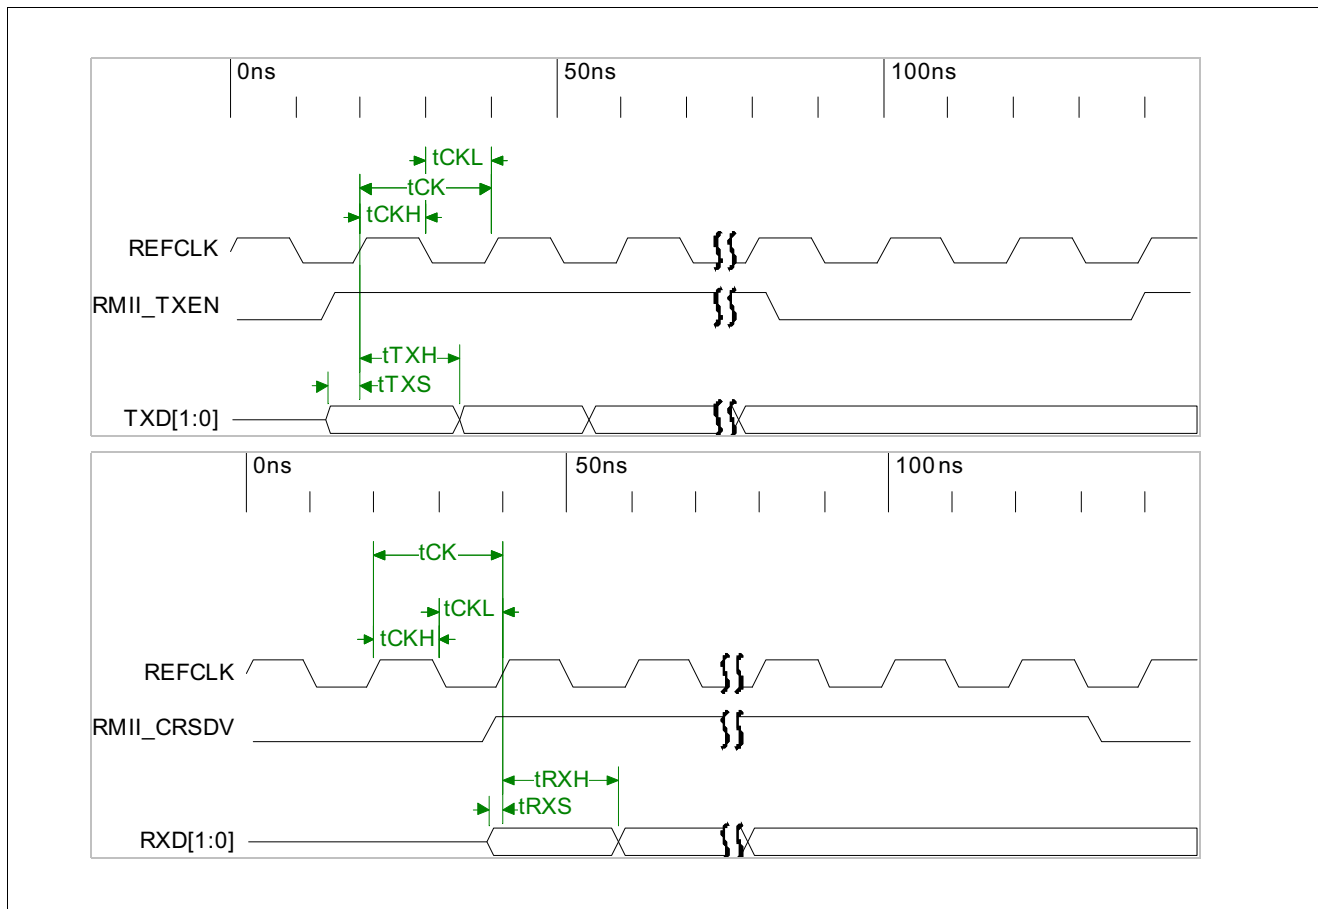 0ns 50ns 100ns
tCKL
tCK
tCKH
REFCLK
RMII_TXEN
tTXH
tTXS
TXD[1:0]
0ns 50ns 100ns
tCK
tCKL
tCKH
REFCLK
RMII_CRSDV
tRXH
tRXS
RXD[1:0]